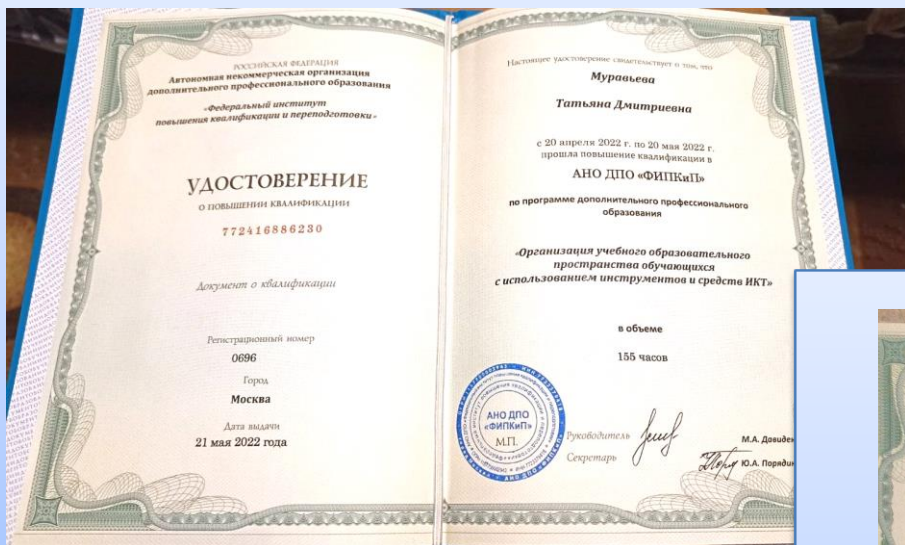 РОССИЙСКАЯ ФЕДЕРАЦИЯ
Автономная некоммерческая организация
дополнительного профессионального образования
«Федеральный институт
повышения квалификации и переподготовки»
УДОСТОВЕРЕНИЕ
О ПОВЫШЕНИИ КВАЛИФИКАЦИИ
772416886230
Документ о квалификации
Регистрационный номер
0696
Город
Москва
Дата выдачи
21 мая 2022 года
Настоящее удостоверение свидетельствует о том, что
Муравьева
Татьяна Дмитриевна
с 20 апреля 2022 г. по 20 мая 2022 г.
прошла повышение квалификации в
АНО ДПО «ФИПКиП»
по программе дополнительного профессионального
образования
«Организация учебного образовательного
пространства обучающихся
с использованием инструментов и средств ИКТ»
в объеме
155 часов
АНО ДПО
«ФИПКиП»
М.П.
Руководитель
М.А.
Секретарь
Ю.А.